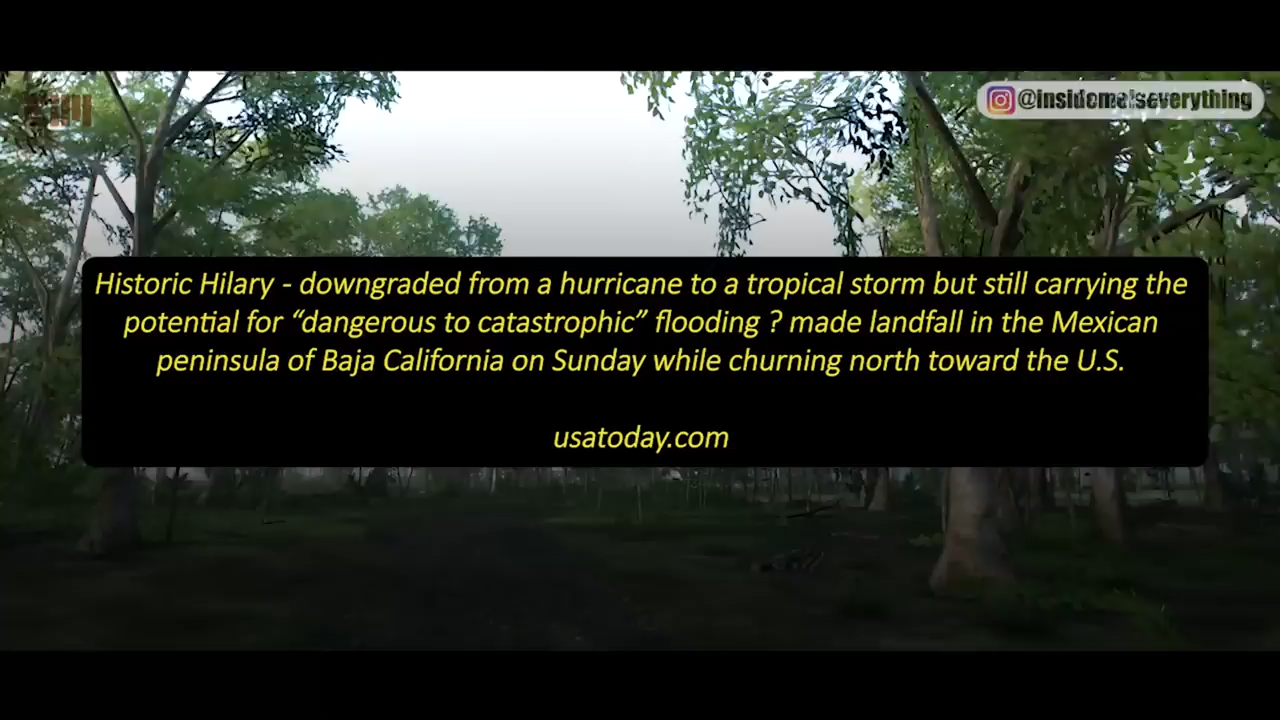 @insidemeiseverything
Historic Hilary - downgraded from a hurricane to a tropical storm but still carrying the
potential for “dangerous to catastrophic” flooding ? made landfall in the Mexican
peninsula of Baja California on Sunday while churning north toward the U.S.
usatoday.com